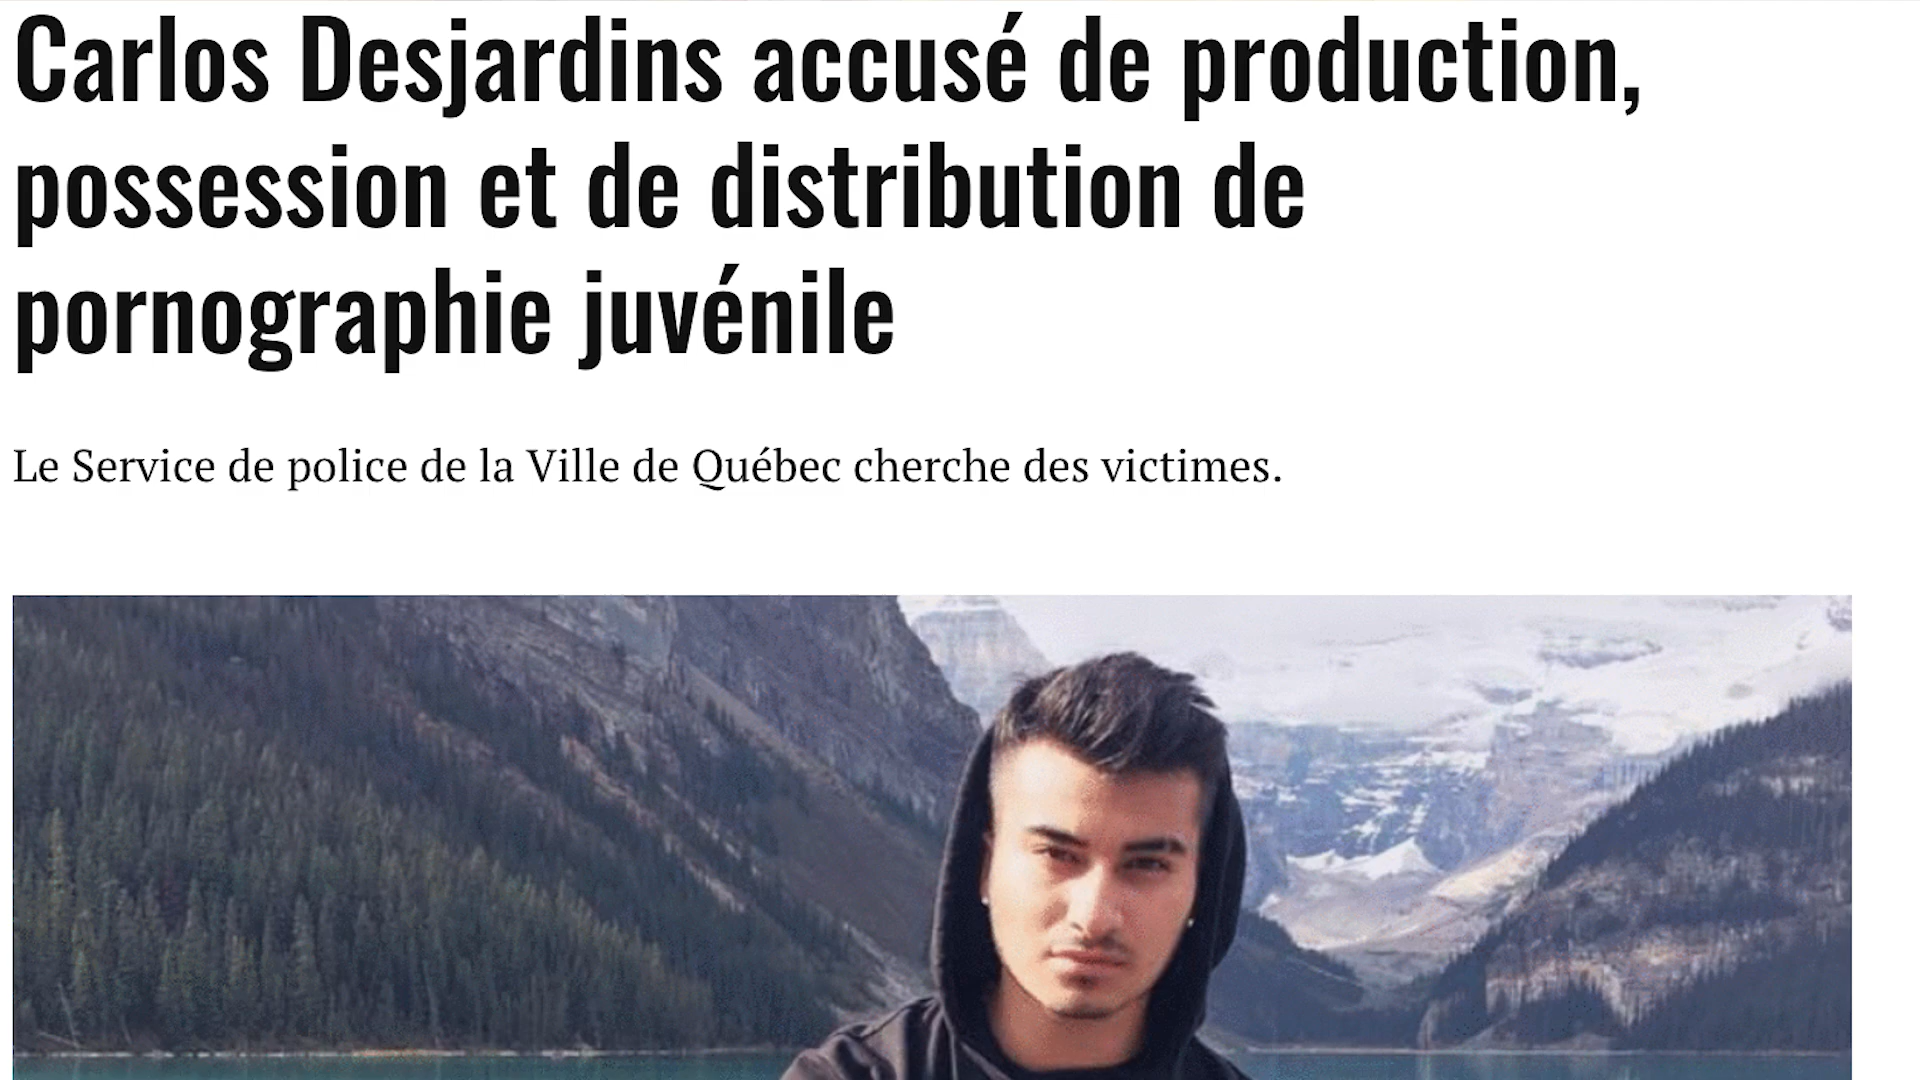 Carlos Desjardins accusé de production,
possession et de distribution de
pornographie juvénile
Le Service de police de la Ville de Québec cherche des victimes.